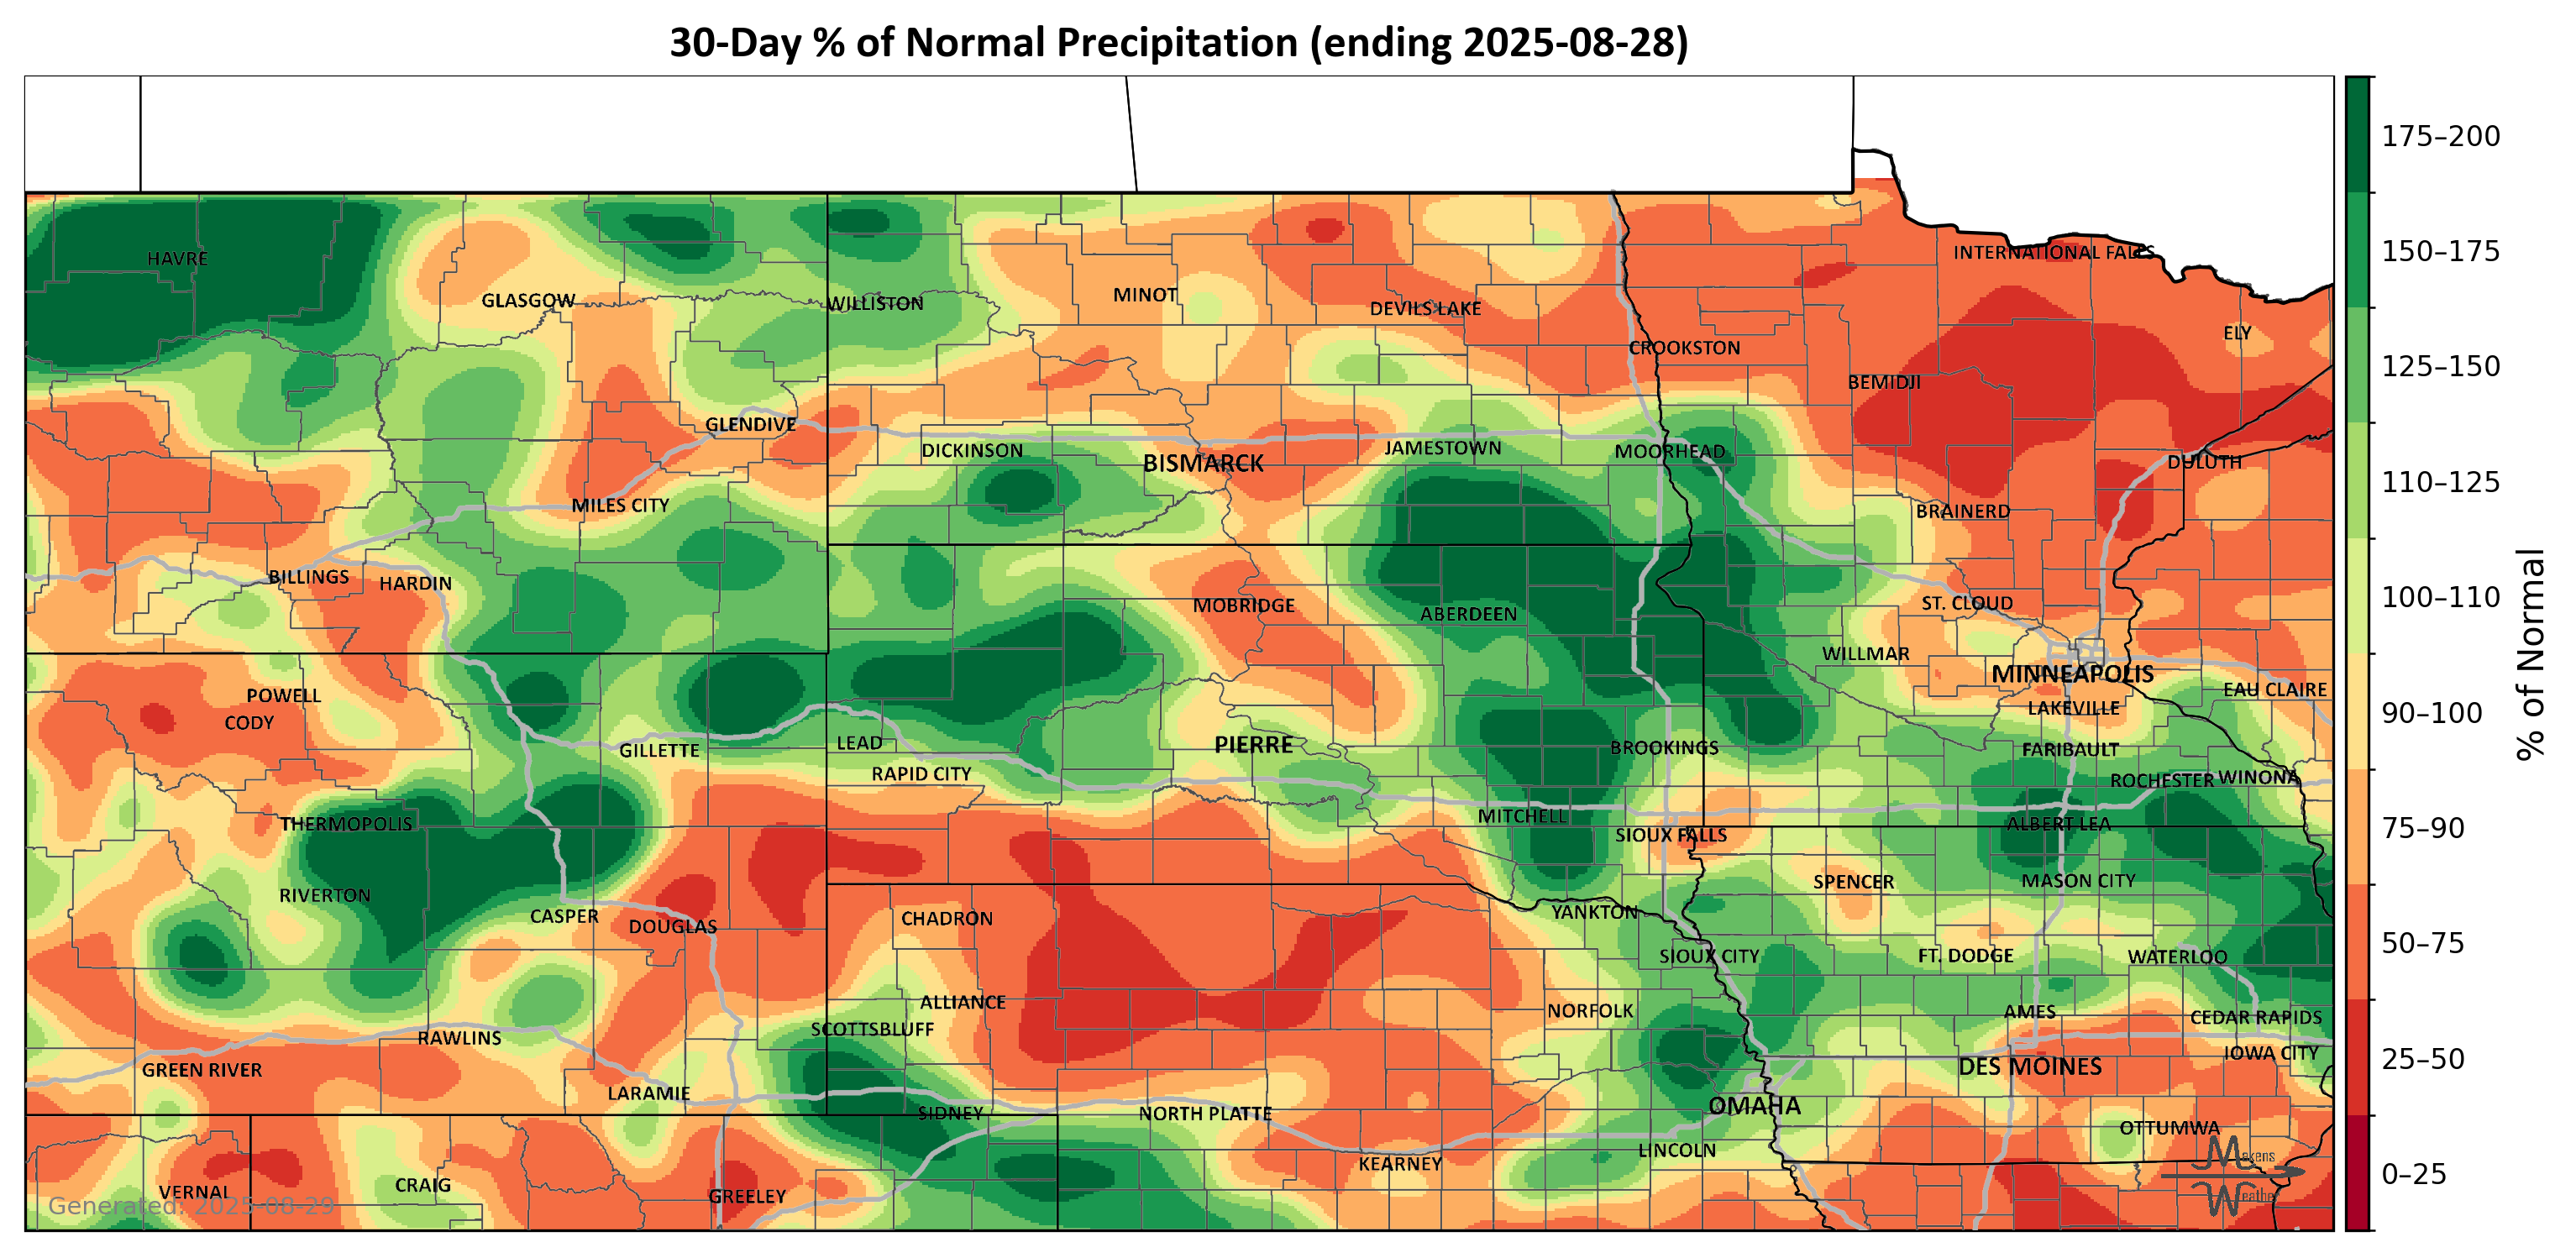 30-Day % of Normal Precipitation (ending 2025-08-28)
175–200
HAVRE
INTERNATIONAL FALLS
150–175
GLASGOW
WILLISTON
MINOT
DEVILS LAKE
ELY
CROOKSTON
125–150
BEMIDJI
GLENDIVE
DICKINSON
BISMARCK
JAMESTOWN
MOORHEAD
DULUTH
110–125
MILES CITY
BRAINERD
BILLINGS
HARDIN
MOBRIDGE
ABERDEEN
ST. CLOUD
100–110
WILLMAR
MINNEAPOLIS
POWELL
CODY
EAU CLAIRE
LAKEVILLE
90–100
GILLETTE
LEAD
PIERRE
BROOKINGS
FARIBAULT
RAPID CITY
ROCHESTER
WINONA
THERMOPOLIS
MITCHELL
SIOUX FALLS
ALBERT LEA
75–90
RIVERTON
SPENCER
MASON CITY
CASPER
DOUGLAS
CHADRON
YANKTON
50–75
SIOUX CITY
FT. DODGE
WATERLOO
ALLIANCE
NORFOLK
AMES
SCOTTSBLUFF
CEDAR RAPIDS
RAWLINS
GREEN RIVER
DES MOINES
IOWA CITY
25–50
LARAMIE
SIDNEY
NORTH PLATTE
OMAHA
OTTUMWA
LINCOLN
KEARNEY
Makens
Weather
0–25
VERNAL
CRAIG
GREELEY
Generated: 2025-08-29
% of Normal